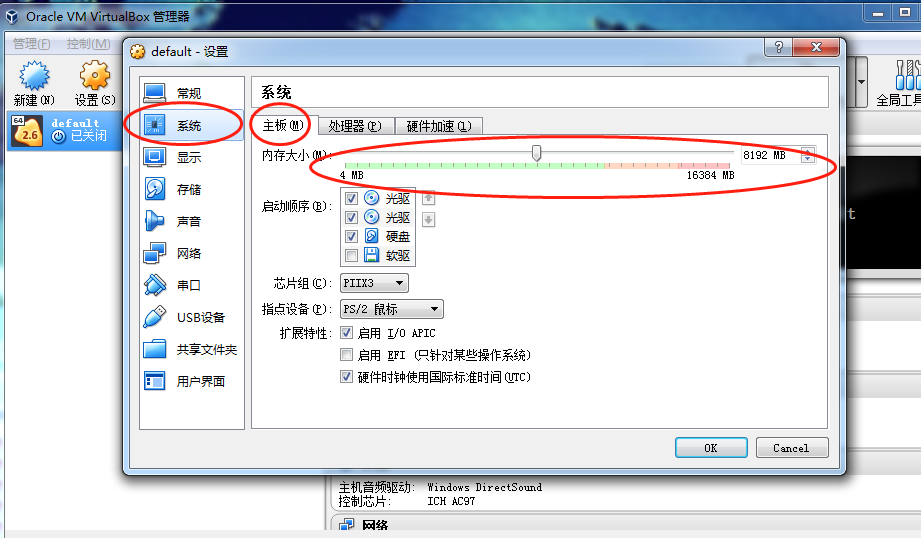 Oracle VM VirtualBox 管理器
管理(F) 控制(M)
新建(N) 设置(S)
全局工具
64
2.6
default
已关闭
default - 设置
常规
系统
显示
存储
声音
网络
串口
USB设备
共享文件夹
用户界面
系统
主板(M) 处理器(P) 硬件加速(L)
内存大小(M): 8192 MB
4 MB 16384 MB
启动顺序(B): 光驱
光驱
硬盘
软驱
芯片组(C): PIIX3
指点设备(P): PS/2 鼠标
扩展特性: 启用 I/O APIC
启用 EFI (只针对某些操作系统)
硬件时钟使用国际标准时间(UTC)
OK Cancel
主机音频驱动: Windows DirectSound
控制芯片: ICH AC97
网络